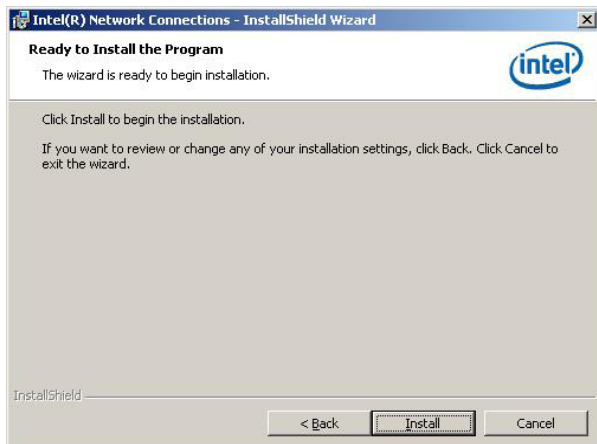 Intel(R) Network Connections - InstallShield Wizard
Ready to Install the Program
The wizard is ready to begin installation.
intel
Click Install to begin the installation.
If you want to review or change any of your installation settings, click Back. Click Cancel to
exit the wizard.
InstallShield
< Back
Install
Cancel